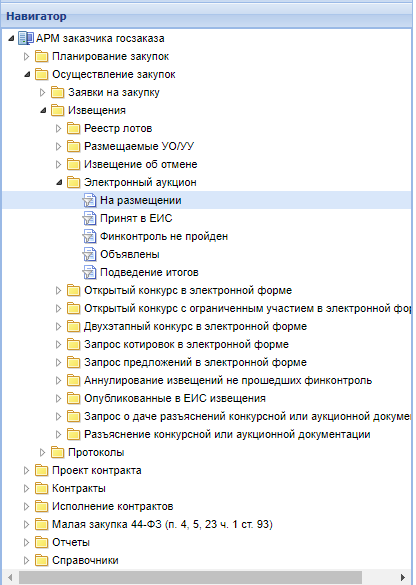 Навигатор
АРМ заказчика госзаказа
Планирование закупок
Осуществление закупок
Заявки на закупку
Извещения
Реестр лотов
Размещаемые УО/УУ
Извещение об отмене
Электронный аукцион
На размещении
Принят в ЕИС
Финконтроль не пройден
Объявлены
Подведение итогов
Открытый конкурс в электронной форме
Открытый конкурс с ограниченным участием в электронной фор
Двухэтапный конкурс в электронной форме
Запрос котировок в электронной форме
Запрос предложений в электронной форме
Аннулирование извещений не прошедших финконтроль
Опубликованные в ЕИС извещения
Запрос о даче разъяснений конкурсной или аукционной докумен
Разъяснение конкурсной или аукционной документации
Протоколы
Проект контракта
Контракты
Исполнение контрактов
Малая закупка 44-ФЗ (п. 4, 5, 23 ч. 1 ст. 93)
Отчеты
Справочники